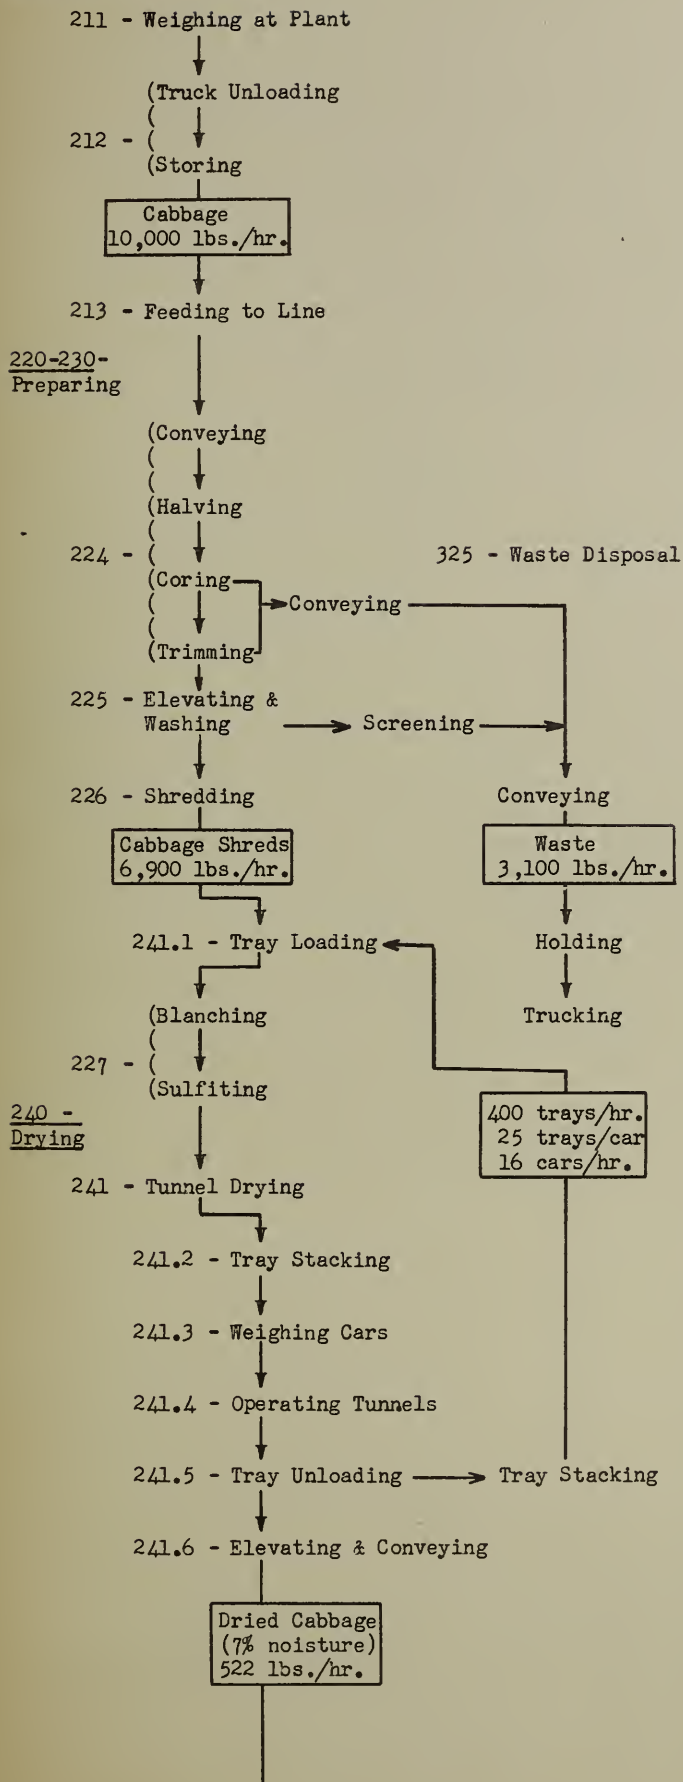 211 - Weighing at Plant
(Truck Unloading
(
212 - (
(Storing
Cabbage
10,000 lbs./hr.
213 - Feeding to Line
220-230-
Preparing
(Conveying
(
(
(Halving
(
224 - (
325 - Waste Disposal
(Coring
Conveying
(
(
(Trimming
225 - Elevating &
Washing
Screening
226 - Shredding
Conveying
Cabbage Shreds
6,900 lbs./hr.
Waste
3,100 lbs./hr.
241.1 - Tray Loading
Holding
(Blanching
Trucking
(
227 - (
(Sulfiting
240 -
Drying
400 trays/hr.
25 trays/car
16 cars/hr.
241 - Tunnel Drying
241.2 - Tray Stacking
241.3 - Weighing Cars
241.4 - Operating Tunnels
241.5 - Tray Unloading
Tray Stacking
241.6 - Elevating & Conveying
Dried Cabbage
(7% noisture)
522 lbs./hr.